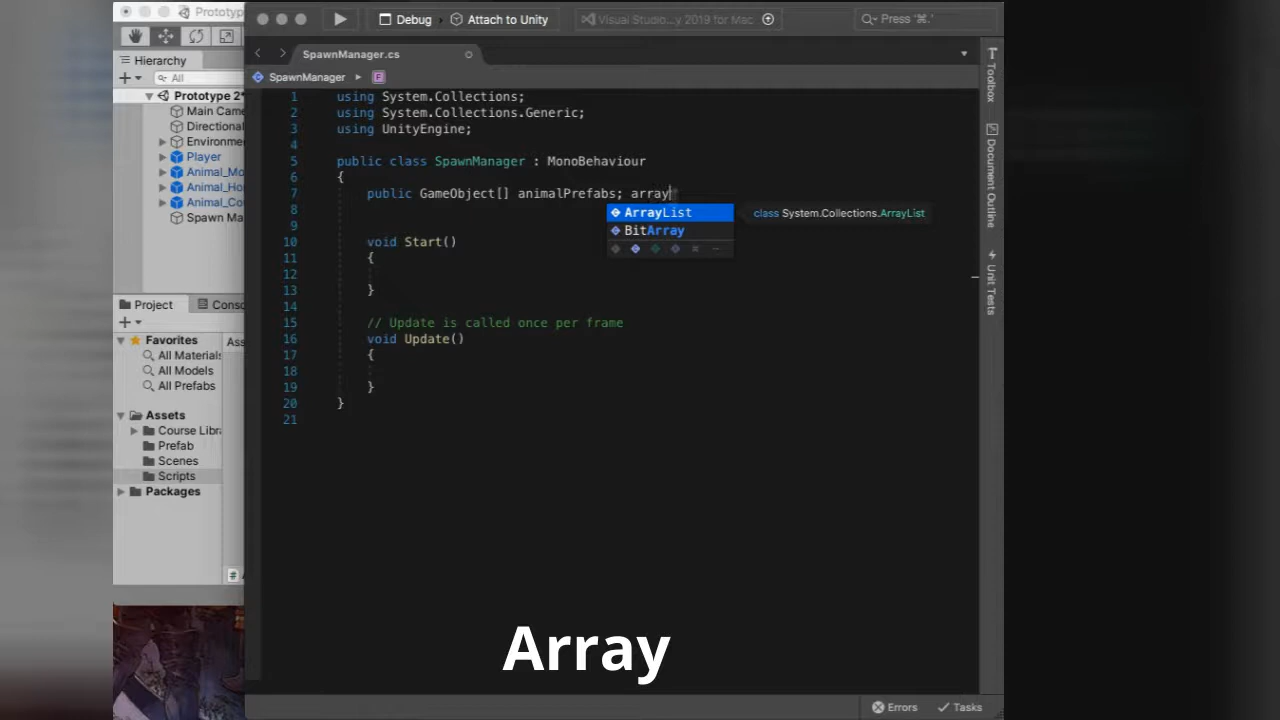 Prototyp
Debug > Attach to Unity
Visual Studio...y 2019 for Mac
Press '⌘.'
Hierarchy
All
Prototype 2*
Main Came
Directional
Environme
Player
Animal_Mo
Animal_Ho
Animal_Co
Spawn Ma
Project
Conso
Favorites
Ass
All Materials
All Models
All Prefabs
Assets
Course Libr
Prefab
Scenes
Scripts
Packages
SpawnManager.cs
SpawnManager
1 using System.Collections;
2 using System.Collections.Generic;
3 using UnityEngine;
4
5 public class SpawnManager : MonoBehaviour
6 {
7 public GameObject[] animalPrefabs; array
8
9
10 void Start()
11 {
12
13 }
14
15 // Update is called once per frame
16 void Update()
17 {
18
19 }
20 }
21
ArrayList
BitArray
class System.Collections.ArrayList
Toolbox
Document Outline
Unit Tests
Array
Errors
Tasks